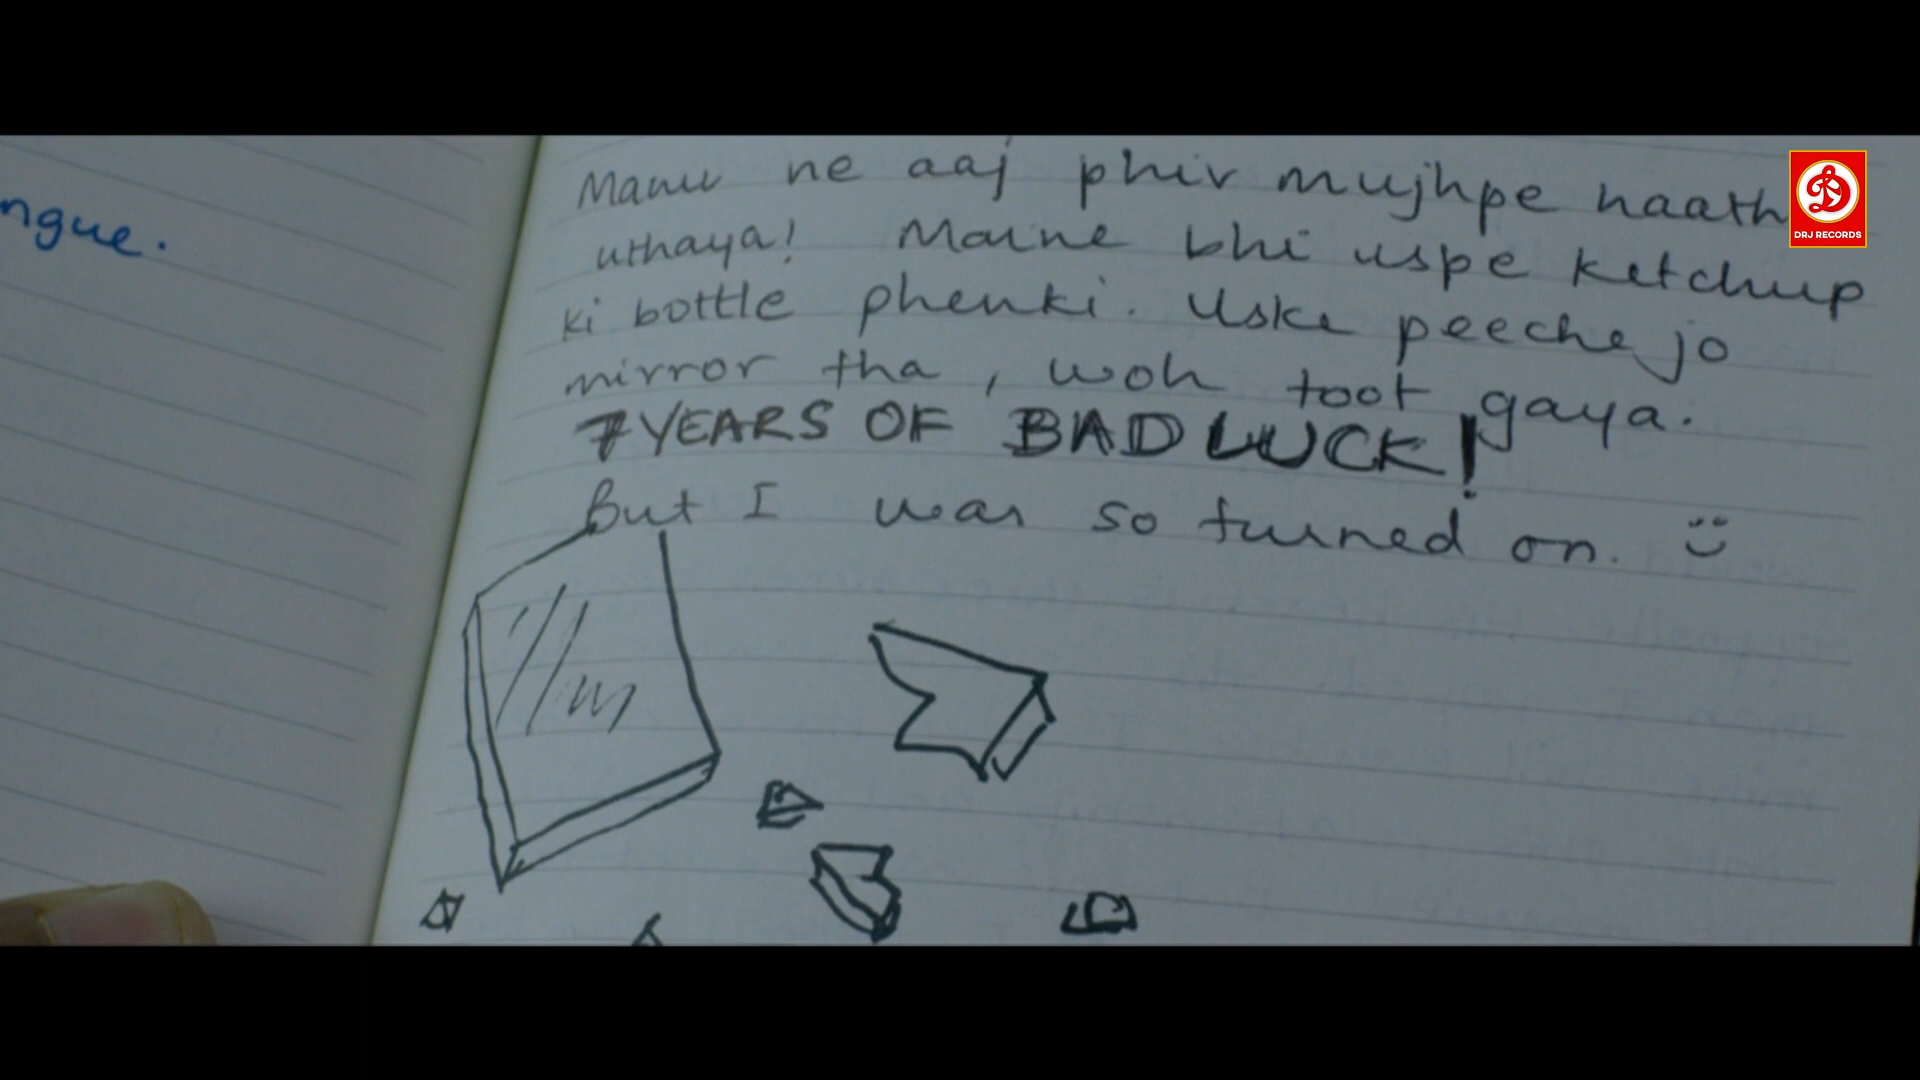 ngue.
Manu ne aaj phir mujhpe haath
uthaya! Maine bhi uspe ketchup
ki bottle phenki. Uske peeche jo
mirror tha, woh toot gaya.
7 YEARS OF BAD LUCK!
But I was so turned on. :)
DRJ RECORDS